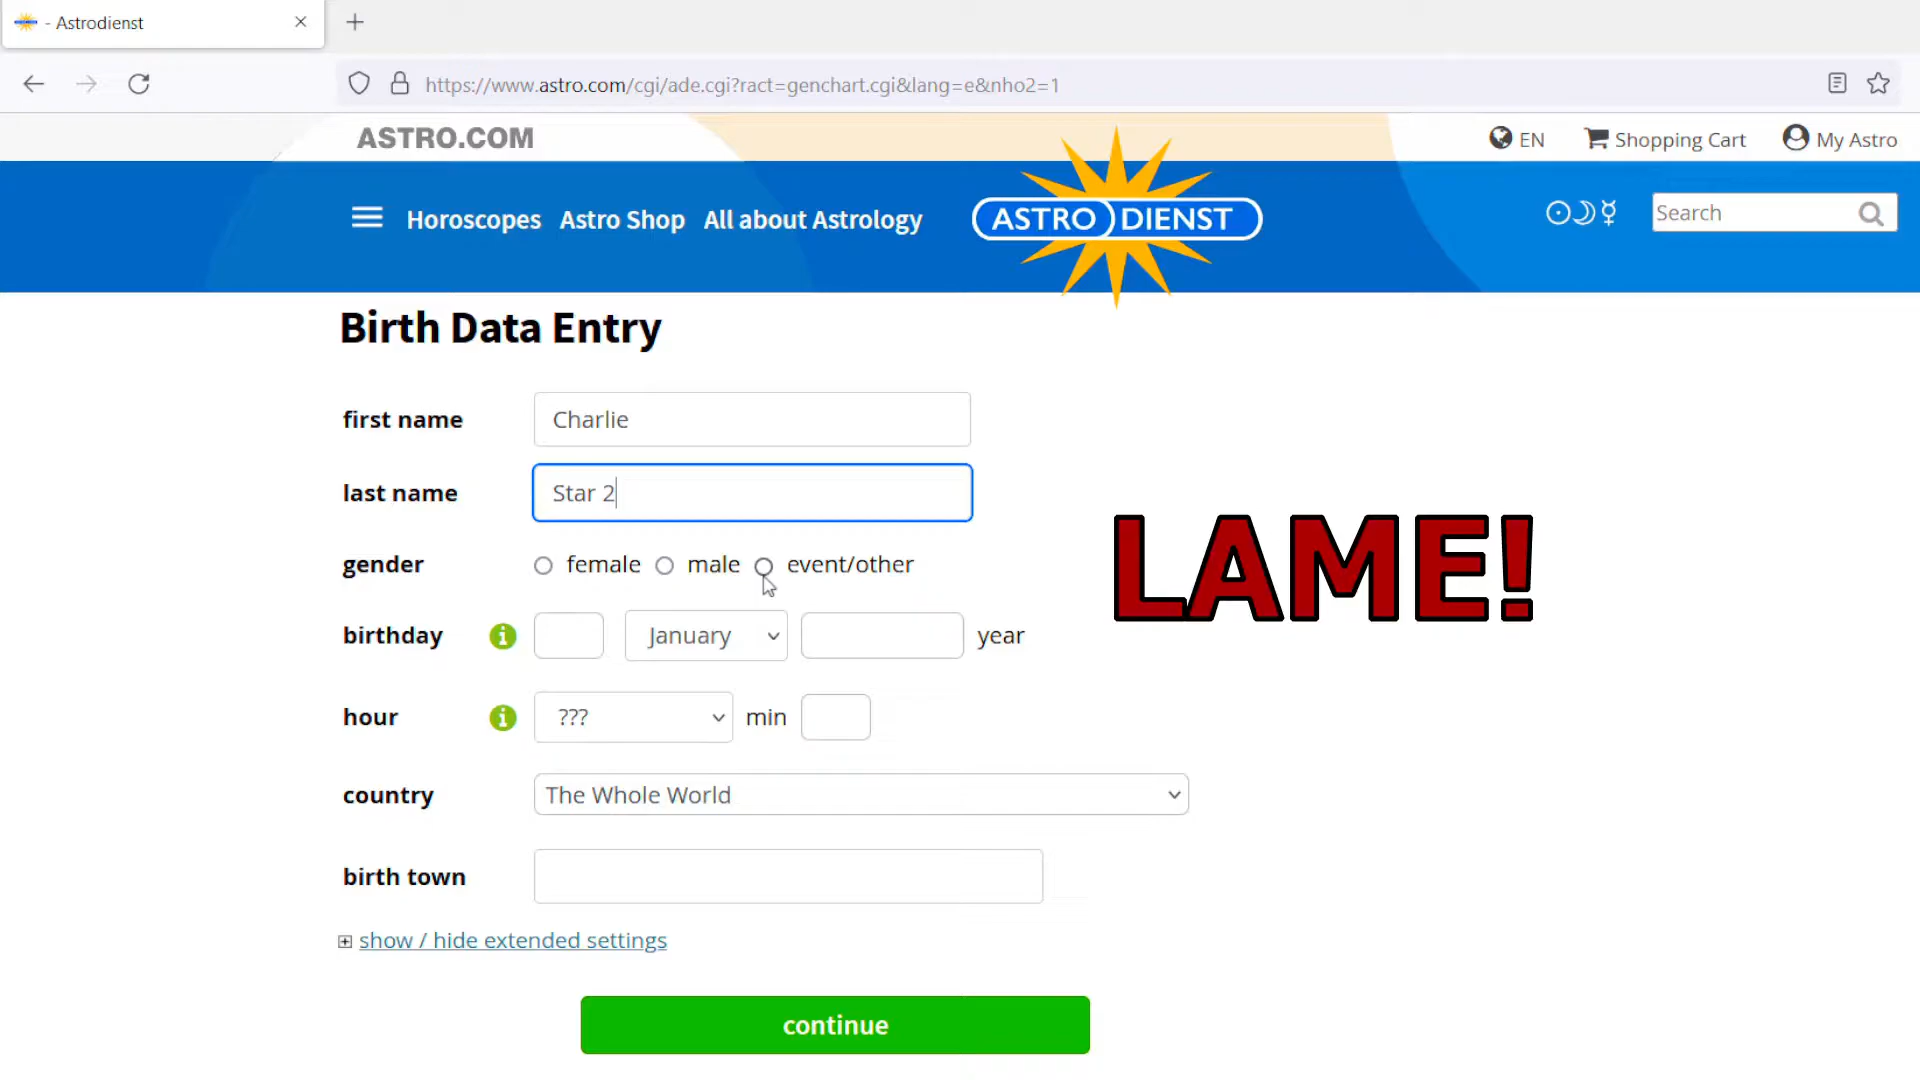 - Astrodienst
https://www.astro.com/cgi/ade.cgi?ract=genchart.cgi&lang=e&nho2=1
ASTRO.COM
EN Shopping Cart My Astro
Horoscopes Astro Shop All about Astrology
ASTRO DIENST
Search
Birth Data Entry
first name Charlie
last name Star 2
gender female male event/other
birthday January year
hour ??? min
country The Whole World
birth town
show / hide extended settings
continue
LAME!